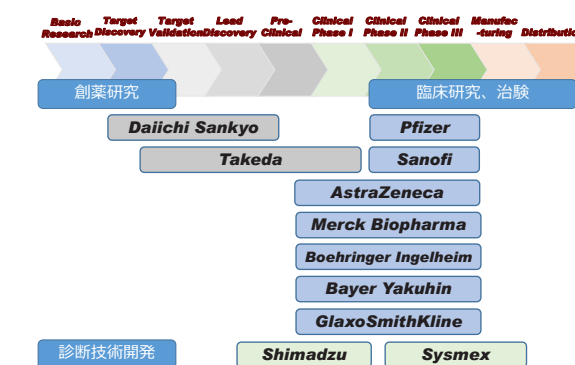 Basic Target Target Lead Pre- Clinical Clinical Clinical Manufac
Research Discovery Validation Discovery Clinical Phase I Phase II Phase III -turing Distributio
創薬研究 臨床研究、治験
Daiichi Sankyo Pfizer
Takeda Sanofi
AstraZeneca
Merck Biopharma
Boehringer Ingelheim
Bayer Yakuhin
GlaxoSmithKline
診断技術開発 Shimadzu Sysmex